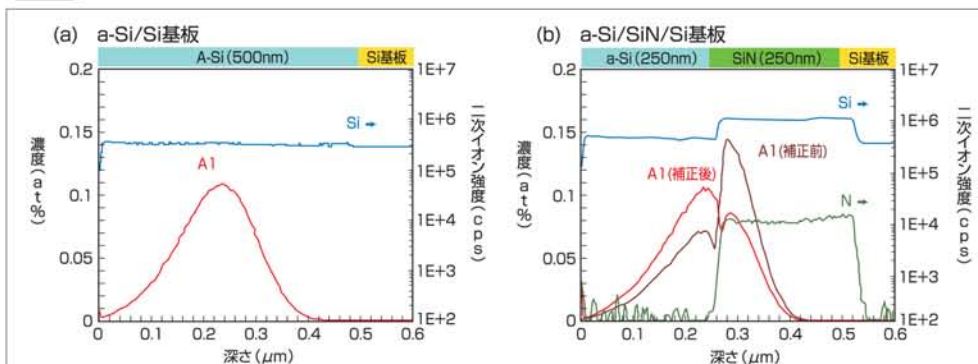 (a) a-Si/Si基板
A-Si(500nm) Si基板
0.2
0.15
0.1
0.05
0
濃度(at%)
1E+7
1E+6
1E+5
1E+4
1E+3
1E+2
二次イオン強度(cps)
Si
A1
0 0.1 0.2 0.3 0.4 0.5 0.6
深さ(μm)
(b) a-Si/SiN/Si基板
a-Si(250nm) SiN(250nm) Si基板
0.2
0.15
0.1
0.05
0
濃度(at%)
1E+7
1E+6
1E+5
1E+4
1E+3
1E+2
二次イオン強度(cps)
Si
A1(補正前)
A1(補正後)
N
0 0.1 0.2 0.3 0.4 0.5 0.6
深さ(μm)